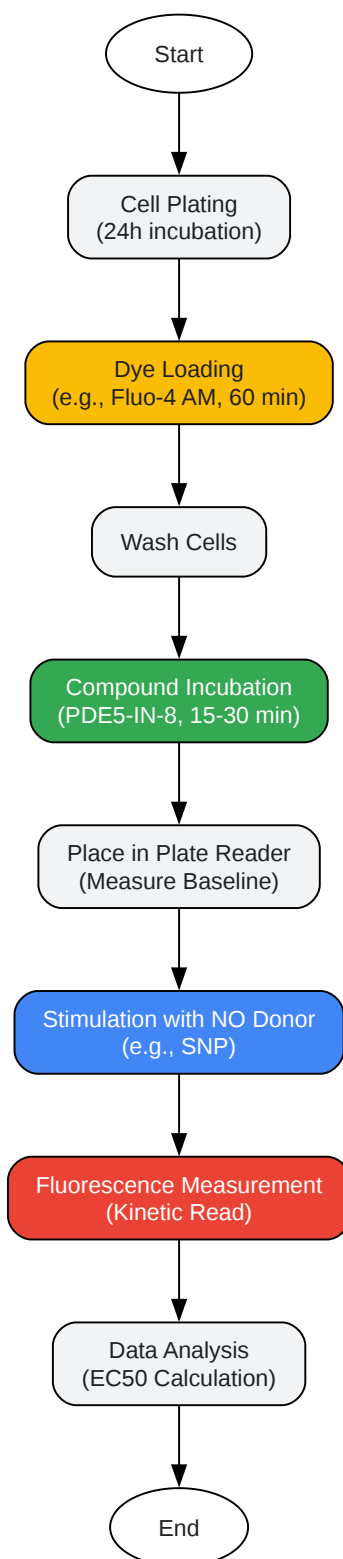 Start
Cell Plating
(24h incubation)
Dye Loading
(e.g., Fluo-4 AM, 60 min)
Wash Cells
Compound Incubation
(PDE5-IN-8, 15-30 min)
Place in Plate Reader
(Measure Baseline)
Stimulation with NO Donor
(e.g., SNP)
Fluorescence Measurement
(Kinetic Read)
Data Analysis
(EC50 Calculation)
End